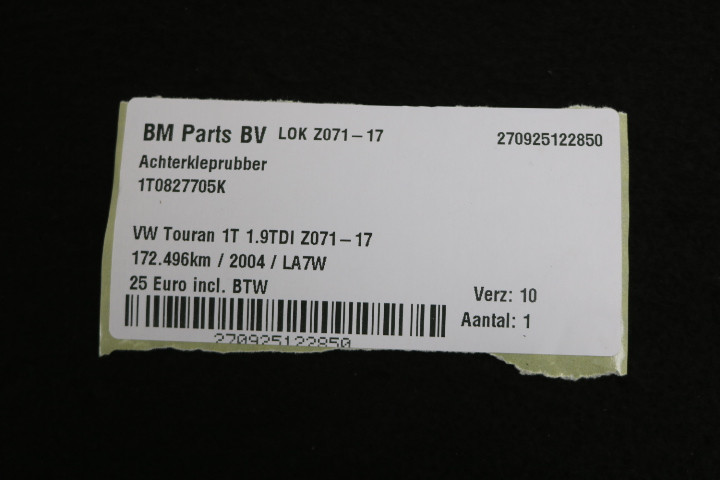 BM Parts BV LOK Z071-17 270925122850
Achterkleprubber
1T0827705K
VW Touran 1T 1.9TDI Z071-17
172.496km / 2004 / LA7W
25 Euro incl. BTW
Verz: 10
Aantal: 1
270925122850